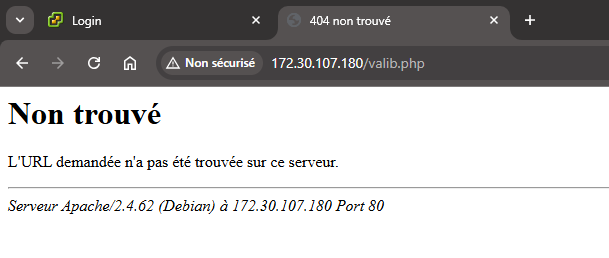 Login
404 non trouvé
Non sécurisé
172.30.107.180/valib.php
Non trouvé
L'URL demandée n'a pas été trouvée sur ce serveur.
Serveur Apache/2.4.62 (Debian) à 172.30.107.180 Port 80